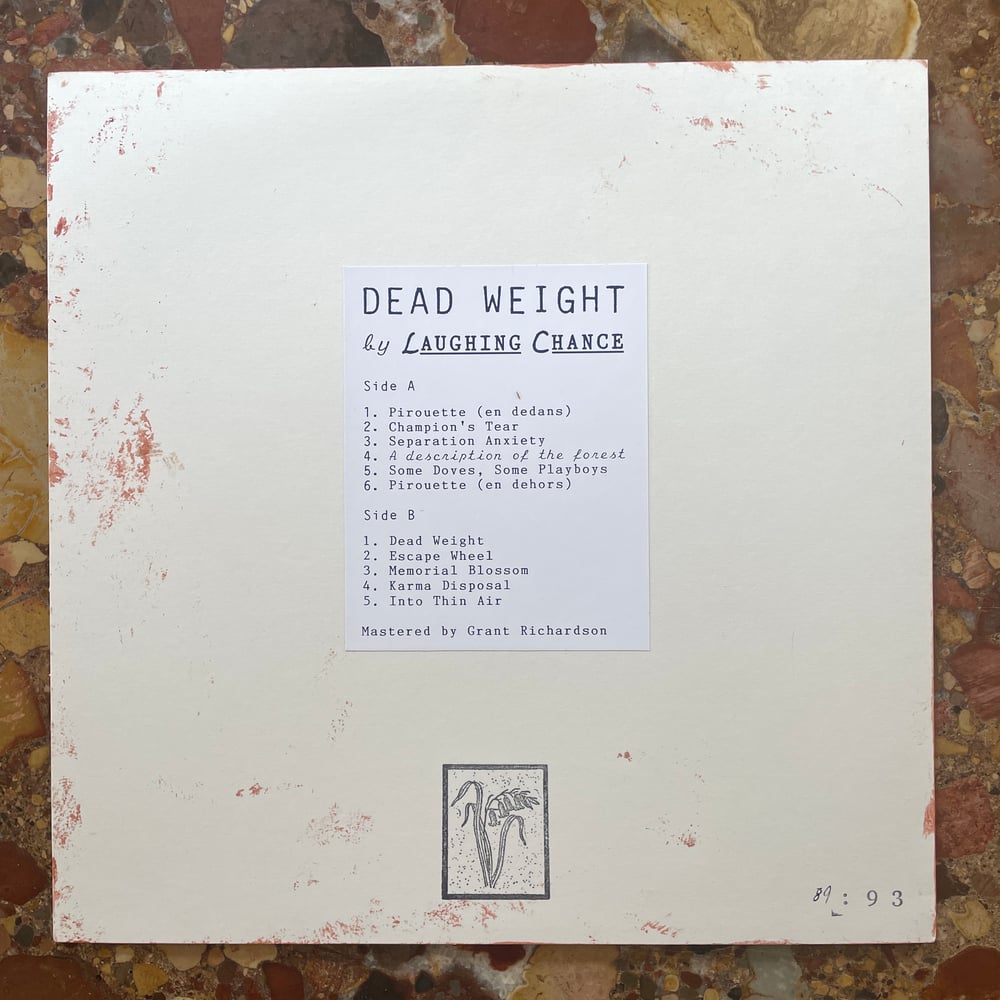 DEAD WEIGHT
by LAUGHING CHANCE
Side A
1. Pirouette (en dedans)
2. Champion's Tear
3. Separation Anxiety
4. A description of the forest
5. Some Doves, Some Playboys
6. Pirouette (en dehors)
Side B
1. Dead Weight
2. Escape Wheel
3. Memorial Blossom
4. Karma Disposal
5. Into Thin Air
Mastered by Grant Richardson
89 : 93